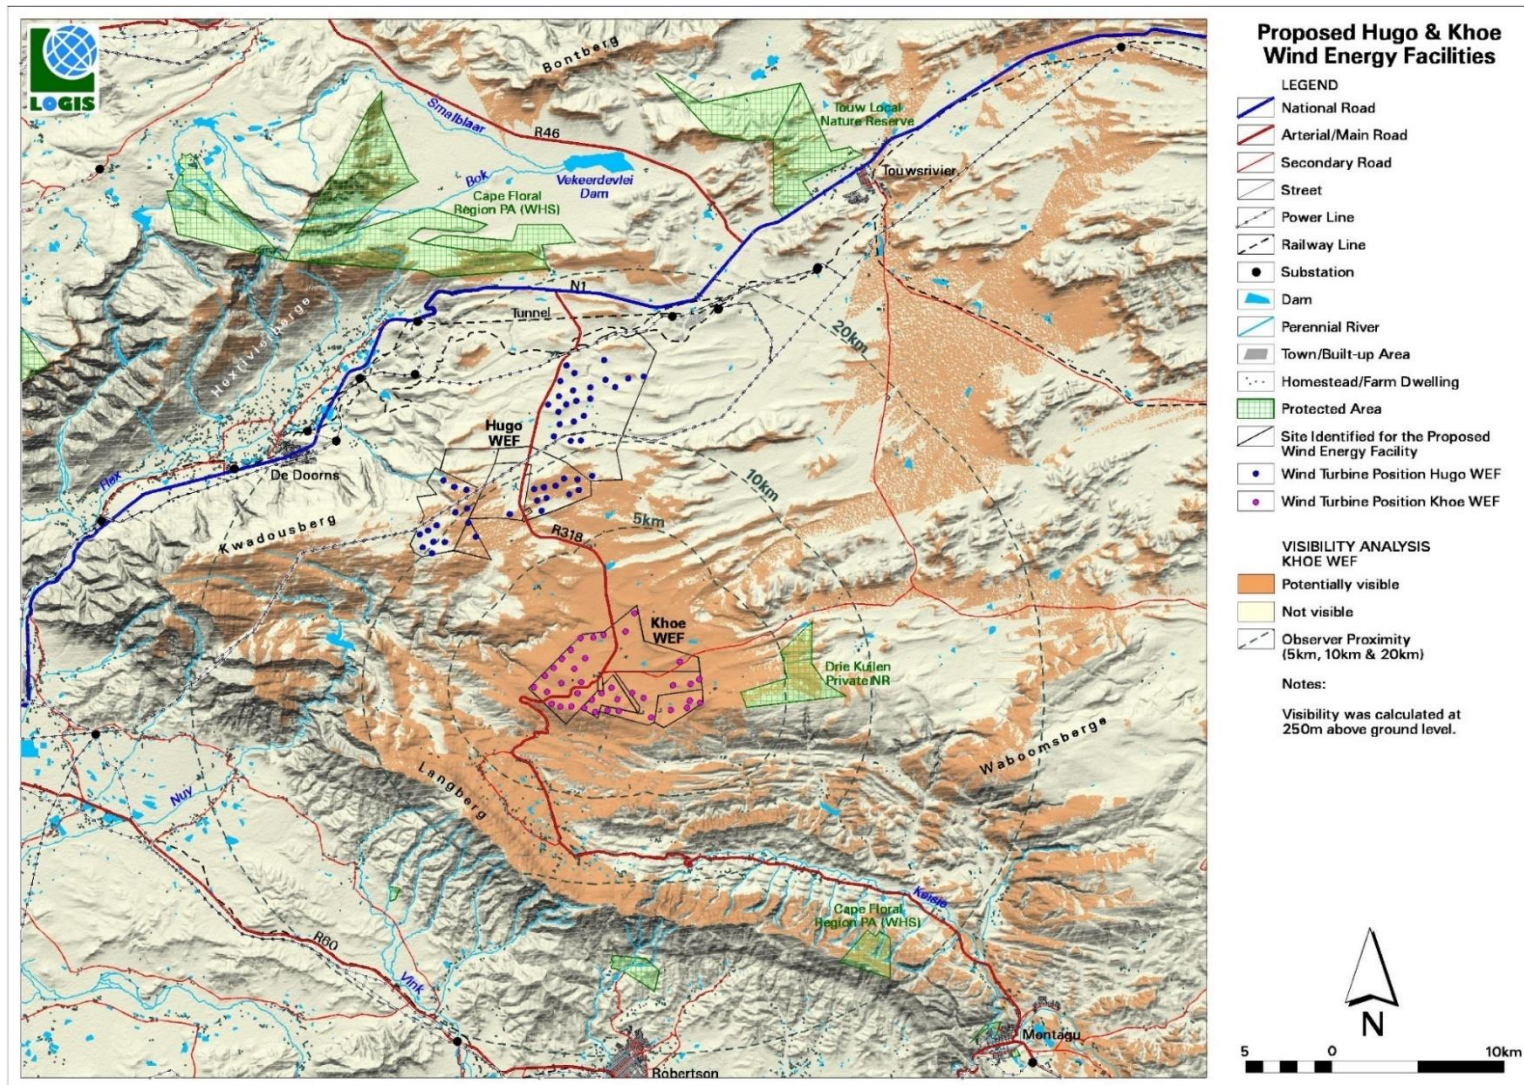 LOGIS
Bontberg
Smalblaar
R46
Touw Local
Nature Reserve
Touwsrivier
Bok
Vekeerdevlei
Dam
Cape Floral
Region PA (WHS)
Hexrivierberge
N1
Tunnel
20km
Hugo
WEF
De Doorns
Hex
10km
Kwadousberg
5km
R318
Khoe
WEF
Drie Kuilen
Private NR
Waboomsberge
Langberg
Nuy
Keisie
Cape Floral
Region PA (WHS)
R60
Vink
Montagu
Robertson
Proposed Hugo & Khoe
Wind Energy Facilities
LEGEND
National Road
Arterial/Main Road
Secondary Road
Street
Power Line
Railway Line
Substation
Dam
Perennial River
Town/Built-up Area
Homestead/Farm Dwelling
Protected Area
Site Identified for the Proposed
Wind Energy Facility
Wind Turbine Position Hugo WEF
Wind Turbine Position Khoe WEF
VISIBILITY ANALYSIS
KHOE WEF
Potentially visible
Not visible
Observer Proximity
(5km, 10km & 20km)
Notes:
Visibility was calculated at
250m above ground level.
N
5 0 10km